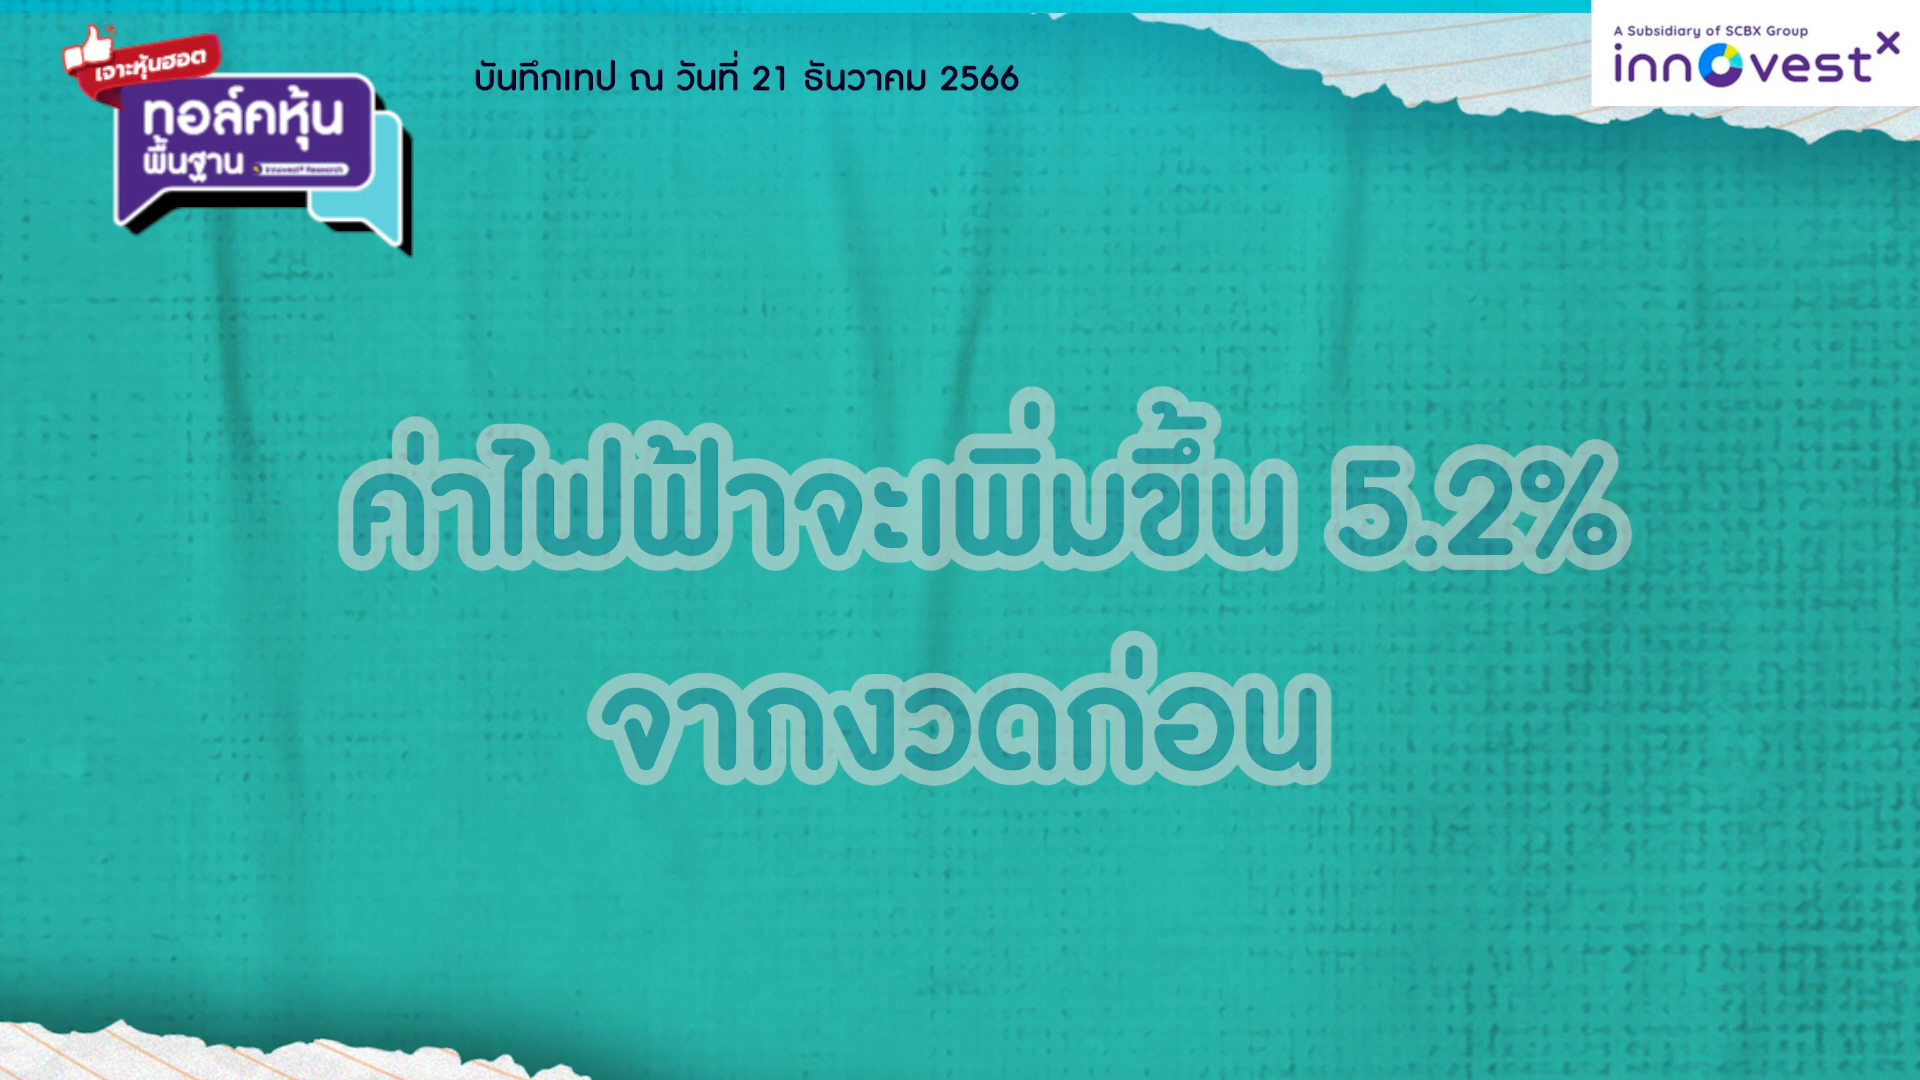 เจาะหุ้นฮอต
ทอล์คหุ้น
พื้นฐาน
InnovestX Research
บันทึกเทป ณ วันที่ 21 ธันวาคม 2566
A Subsidiary of SCBX Group
innovestx
ค่าไฟฟ้าจะเพิ่มขึ้น 5.2%
จากงวดก่อน